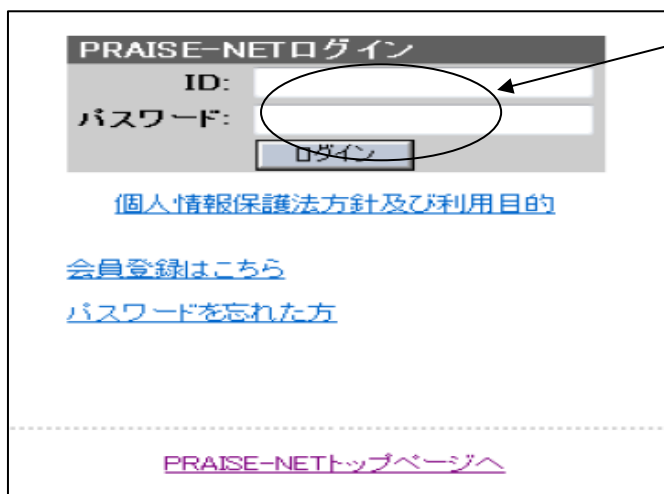 PRAISE-NETログイン
ID:
パスワード:
ログイン
個人情報保護法方針及び利用目的
会員登録はこちら
パスワードを忘れた方
PRAISE-NETトップページへ